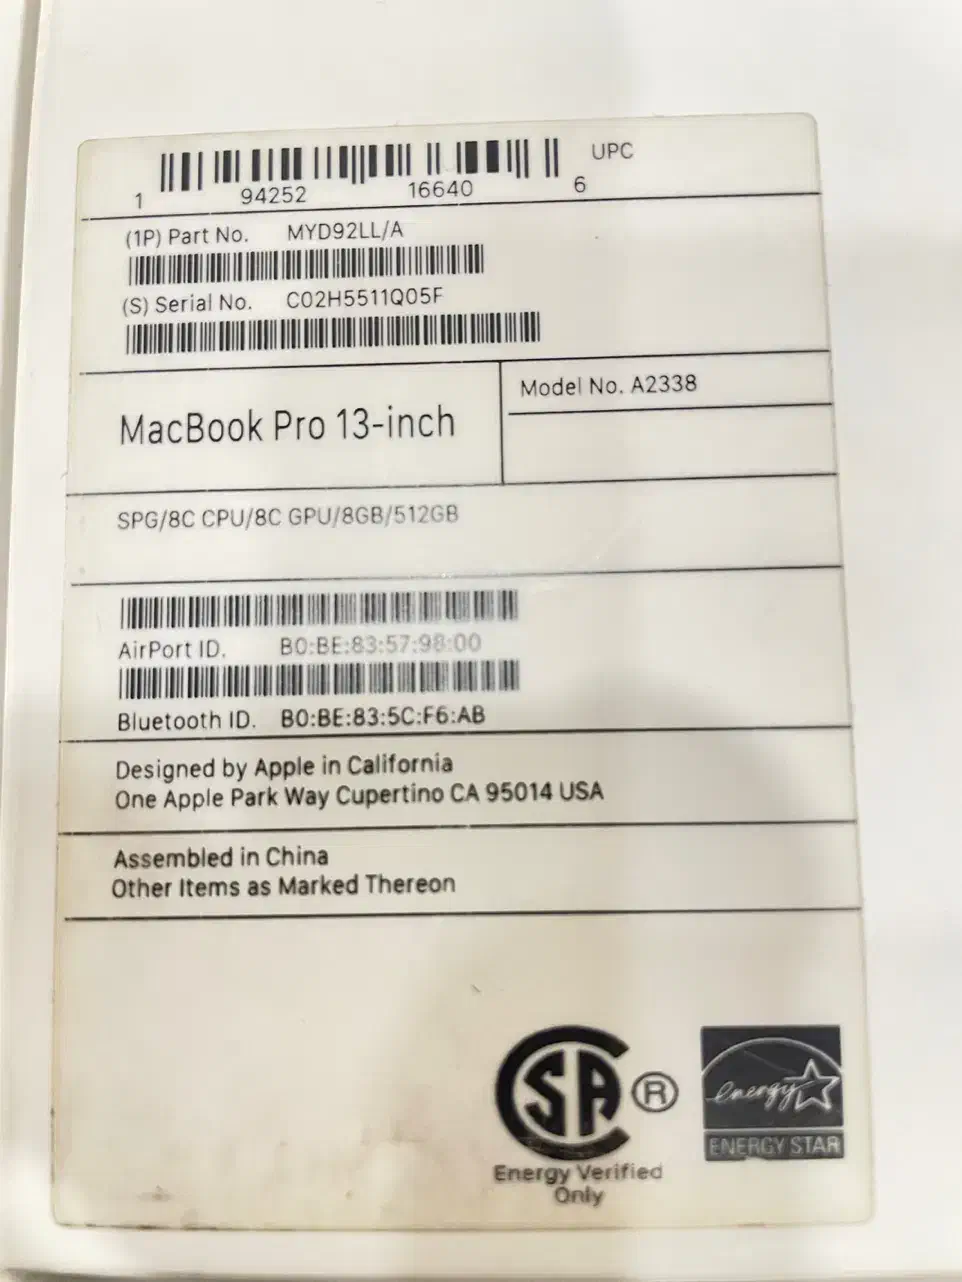 UPC
1 94252 16640 6
(1P) Part No. MYD92LL/A
(S) Serial No. C02H5511Q05F
MacBook Pro 13-inch
Model No. A2338
SPG/8C CPU/8C GPU/8GB/512GB
AirPort ID. B0:BE:83:57:98:00
Bluetooth ID. B0:BE:83:5C:F6:AB
Designed by Apple in California
One Apple Park Way Cupertino CA 95014 USA
Assembled in China
Other Items as Marked Thereon
SA ®
Energy Verified
Only
energy
ENERGY STAR